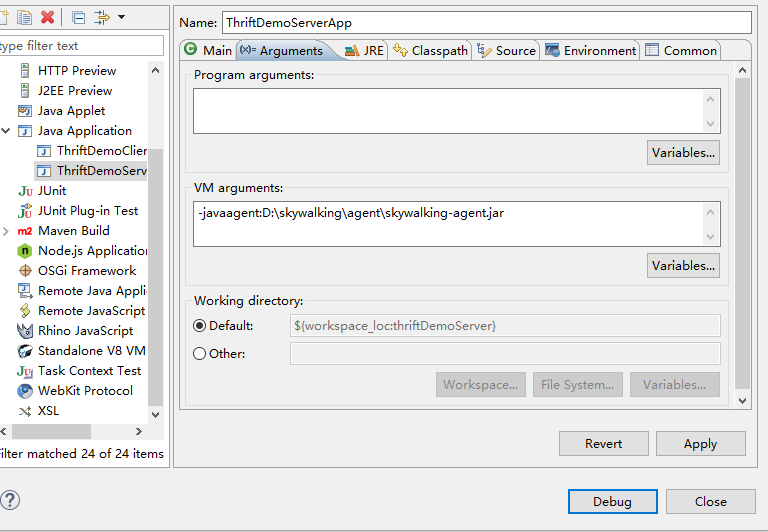 Name: ThriftDemoServerApp
type filter text
HTTP Preview
J2EE Preview
Java Applet
Java Application
ThriftDemoClien
ThriftDemoServ
JUnit
JUnit Plug-in Test
Maven Build
Node.js Application
OSGi Framework
Remote Java Appli
Remote JavaScript
Rhino JavaScript
Standalone V8 VM
Task Context Test
WebKit Protocol
XSL
Filter matched 24 of 24 items
Main (x)= Arguments JRE Classpath Source Environment Common
Program arguments:
Variables...
VM arguments:
-javaagent:D:\skywalking\agent\skywalking-agent.jar
Variables...
Working directory:
Default: ${workspace_loc:thriftDemoServer}
Other:
Workspace... File System... Variables...
Revert Apply
Debug Close